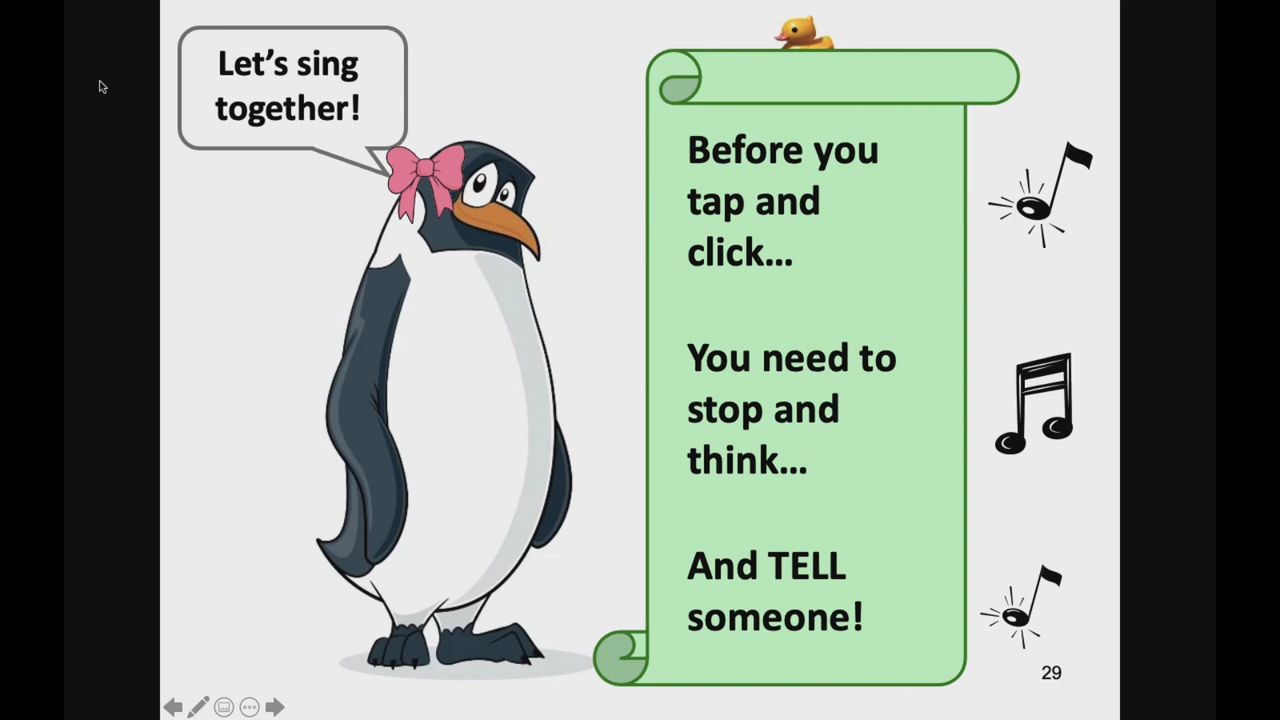 Let’s sing
together!
Before you
tap and
click...
You need to
stop and
think...
And TELL
someone!
29